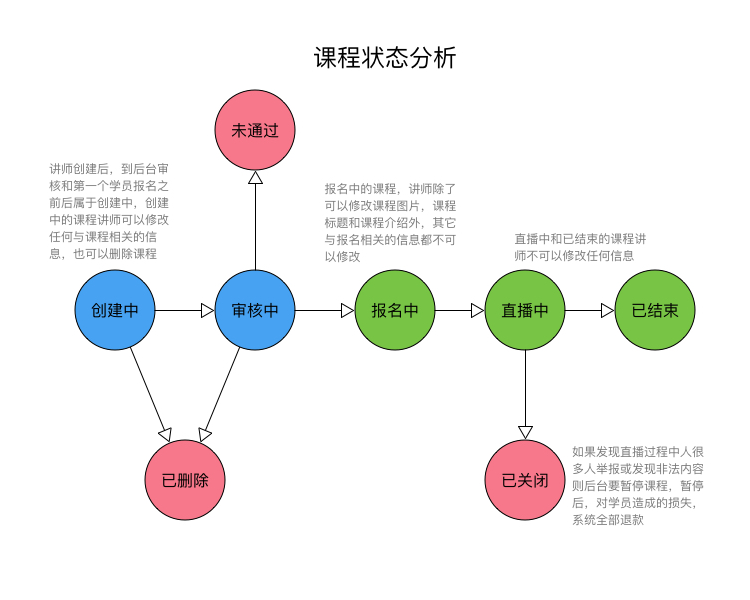 课程状态分析
未通过
讲师创建后，到后台审
核和第一个学员报名之
前后属于创建中，创建
中的课程讲师可以修改
任何与课程相关的信
息，也可以删除课程
报名中的课程，讲师除了
可以修改课程图片，课程
标题和课程介绍外，其它
与报名相关的信息都不可
以修改
直播中和已结束的课程讲
师不可以修改任何信息
创建中
审核中
报名中
直播中
已结束
已删除
已关闭
如果发现直播过程中人很
多人举报或发现非法内容
则后台要暂停课程，暂停
后，对学员造成的损失，
系统全部退款